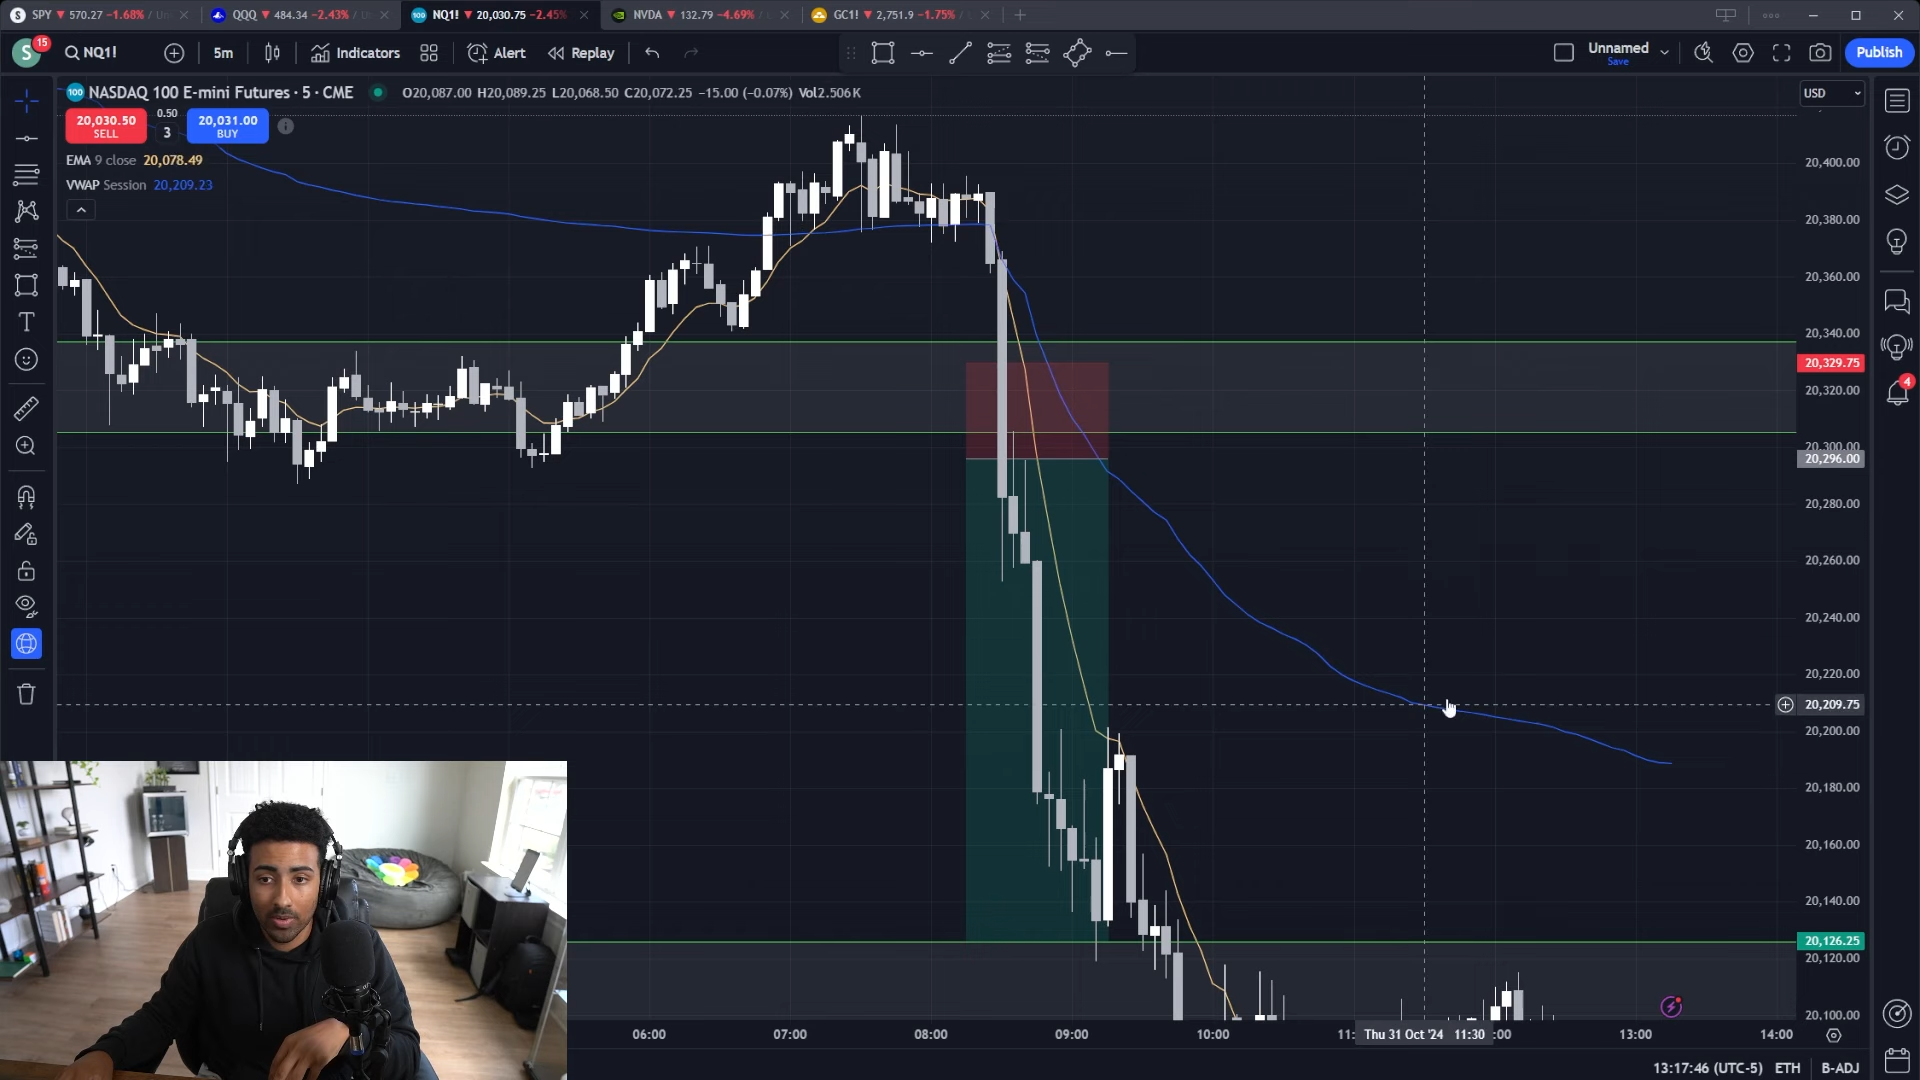 SPY ▼ 570.27 −1.68% /
QQQ ▼ 484.34 −2.43% /
NQ1! ▼ 20,030.75 −2.45%
NVDA ▼ 132.79 −4.69% /
GC1! ▼ 2,751.9 −1.75% /
S
15
NQ1!
5m
Indicators
Alert
Replay
Unnamed
Save
Publish
100
NASDAQ 100 E-mini Futures · 5 · CME
O20,087.00 H20,089.25 L20,068.50 C20,072.25 −15.00 (−0.07%) Vol2.506K
USD
20,030.50
SELL
0.50
3
20,031.00
BUY
EMA 9 close 20,078.49
VWAP Session 20,209.23
20,400.00
20,380.00
20,360.00
20,340.00
20,329.75
20,320.00
20,300.00
20,296.00
20,280.00
20,260.00
20,240.00
20,220.00
20,209.75
20,200.00
20,180.00
20,160.00
20,140.00
20,126.25
20,120.00
20,100.00
4
06:00
07:00
08:00
09:00
10:00
11:
Thu 31 Oct '24 11:30
:00
13:00
14:00
13:17:46 (UTC-5)
ETH
B-ADJ